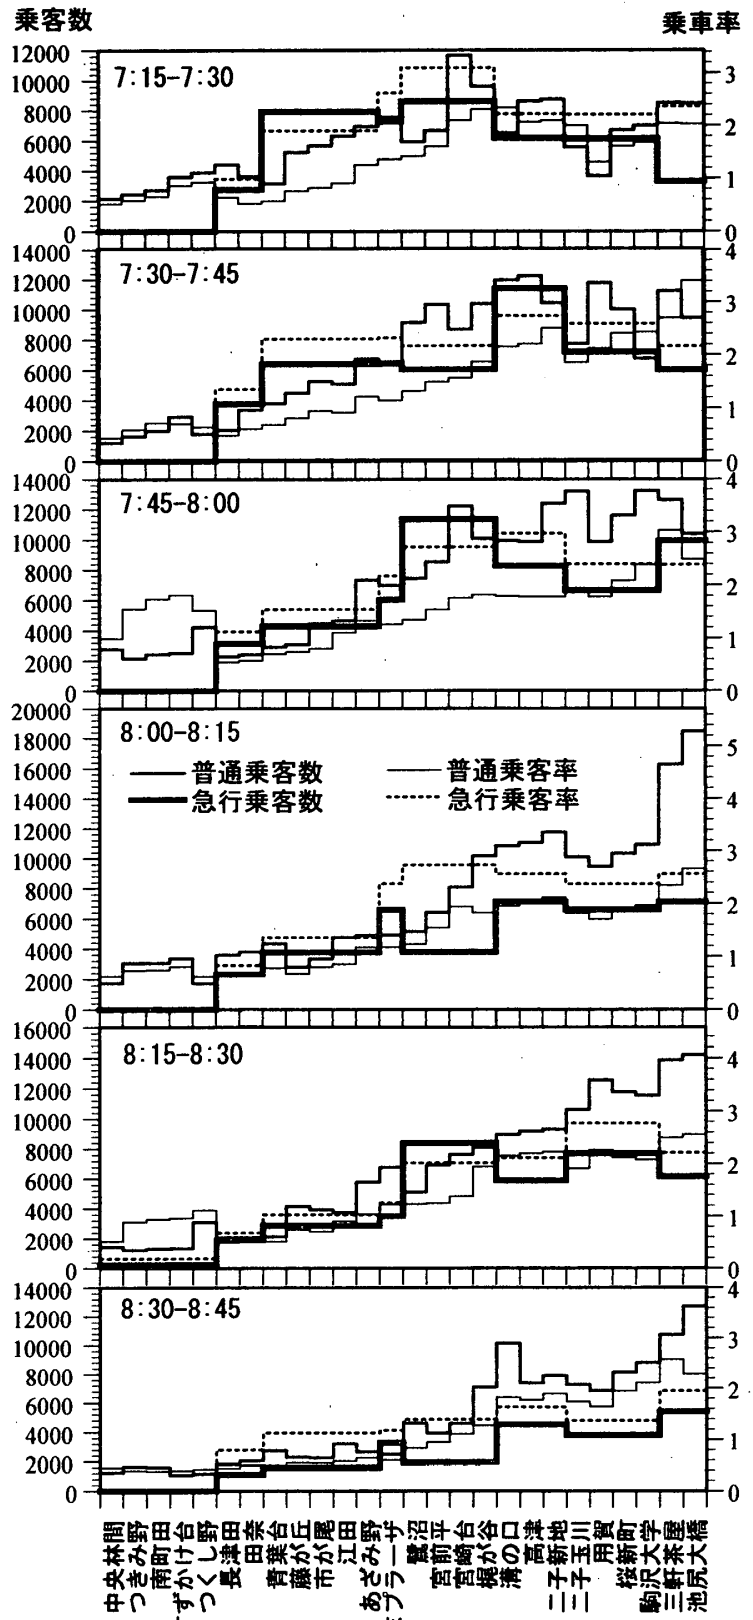 乗客数
乗車率
7:15-7:30
12000
10000
8000
6000
4000
2000
0
3
2
1
0
7:30-7:45
14000
12000
10000
8000
6000
4000
2000
0
4
3
2
1
0
7:45-8:00
14000
12000
10000
8000
6000
4000
2000
0
4
3
2
1
0
8:00-8:15
20000
18000
16000
14000
12000
10000
8000
6000
4000
2000
0
5
4
3
2
1
0
普通乗客数
普通乗客率
急行乗客数
急行乗客率
8:15-8:30
16000
14000
12000
10000
8000
6000
4000
2000
0
4
3
2
1
0
8:30-8:45
14000
12000
10000
8000
6000
4000
2000
0
4
3
2
1
0
中央林間
つきみ野
南町田
すずかけ台
つくし野
長津田
田奈
青葉台
藤が丘
市が尾
江田
あざみ野
プラーザ
鷺沼
宮前平
宮崎台
梶が谷
溝の口
高津
二子新地
二子玉川
用賀
桜新町
駒沢大学
三軒茶屋
池尻大橋